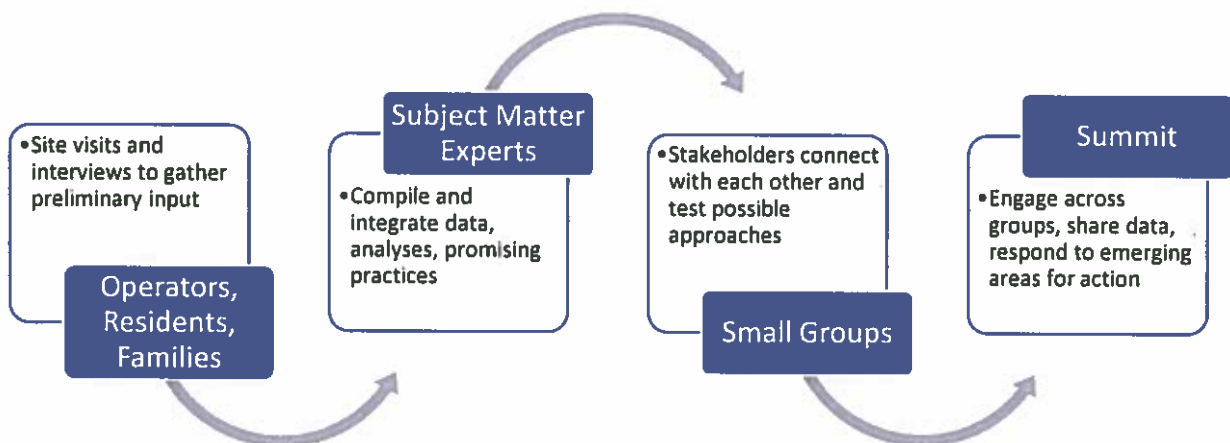 •Site visits and
interviews to gather
preliminary input
Operators,
Residents,
Families
Subject Matter
Experts
•Compile and
integrate data,
analyses, promising
practices
•Stakeholders connect
with each other and
test possible
approaches
Small Groups
Summit
•Engage across
groups, share data,
respond to emerging
areas for action